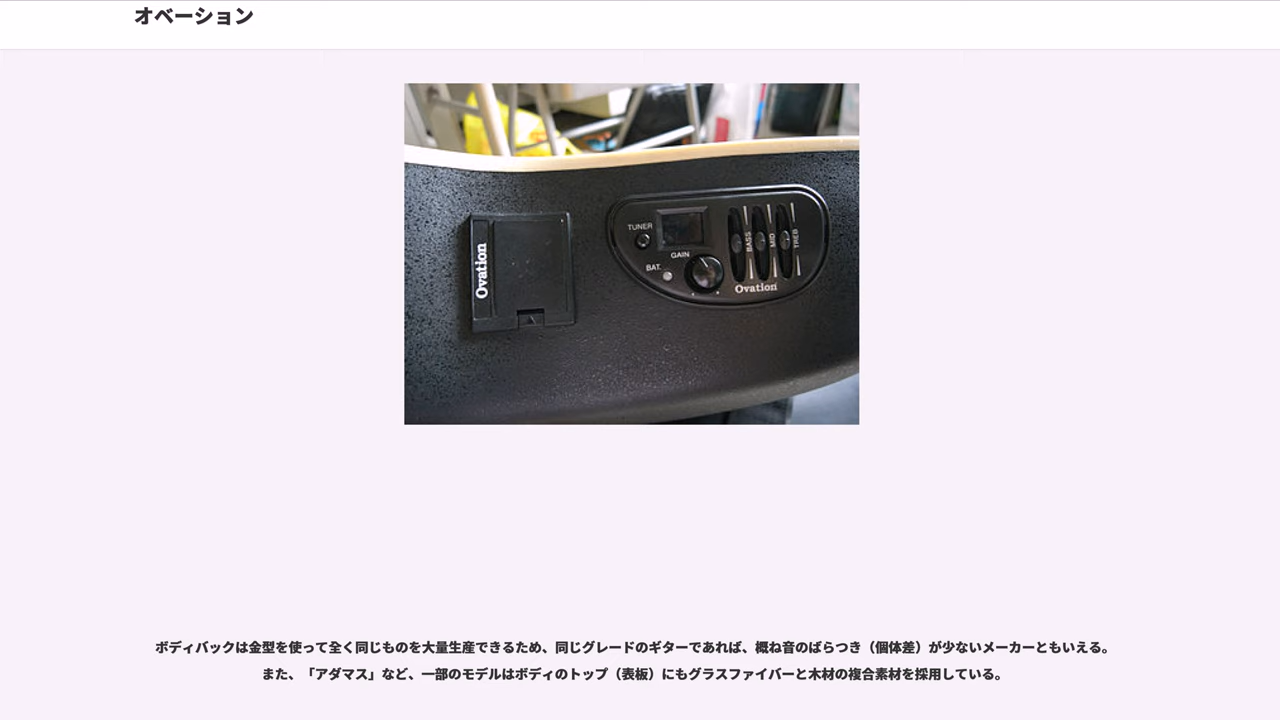 オベーション
TUNER
BAT.
GAIN
BASS
MID
TREB
Ovation
Ovation
ボディバックは金型を使って全く同じものを大量生産できるため、同じグレードのギターであれば、概ね音のばらつき（個体差）が少ないメーカーともいえる。
また、「アダマス」など、一部のモデルはボディのトップ（表板）にもグラスファイバーと木材の複合素材を採用している。